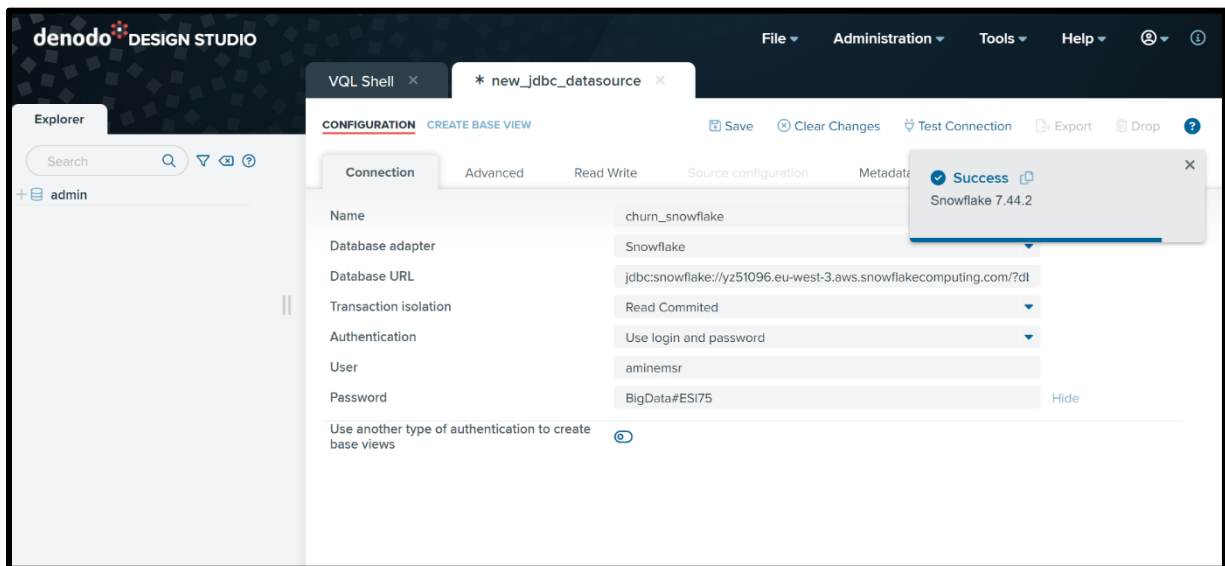 denodo DESIGN STUDIO
File Administration Tools Help
VQL Shell * new_jdbc_datasource
Explorer
CONFIGURATION CREATE BASE VIEW Save Clear Changes Test Connection Export Drop ?
Search
Connection Advanced Read Write Source configuration Metadata
Success
Snowflake 7.44.2
admin
Name churn_snowflake
Database adapter Snowflake
Database URL jdbc:snowflake://yz51096.eu-west-3.aws.snowflakecomputing.com/?db
Transaction isolation Read Commited
Authentication Use login and password
User aminemsr
Password BigData#ESI75 Hide
Use another type of authentication to create
base views